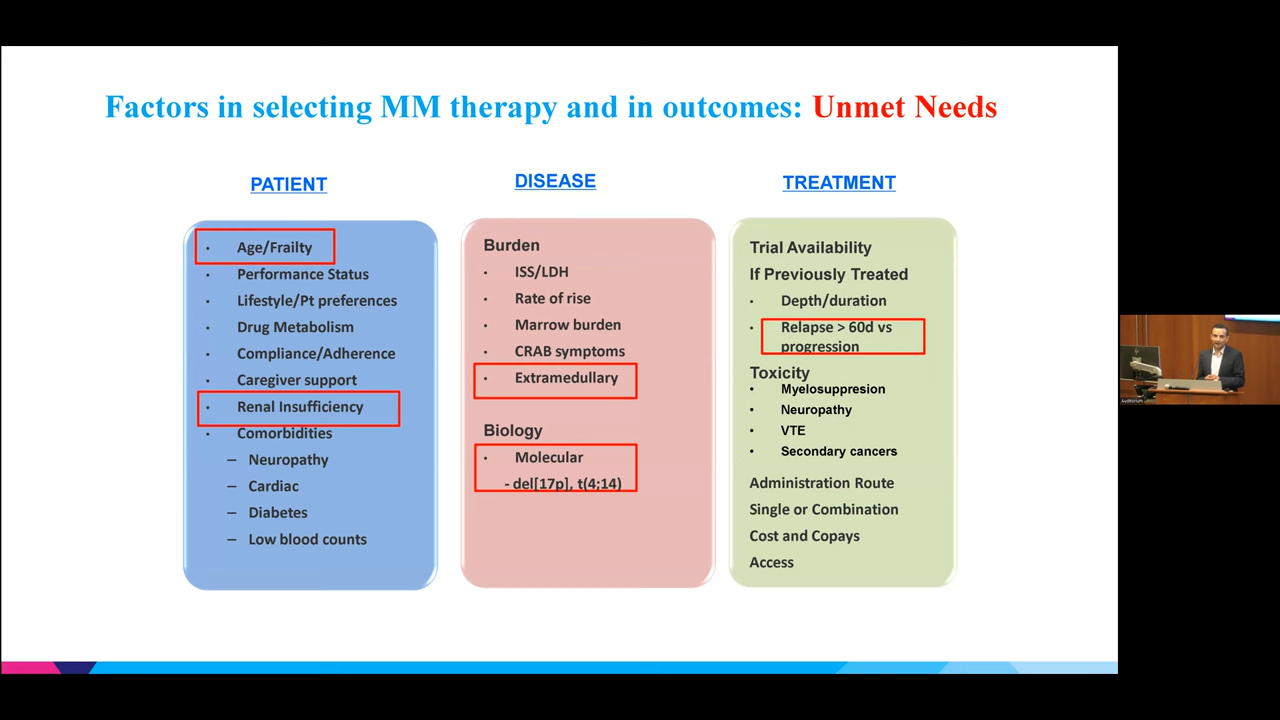 Factors in selecting MM therapy and in outcomes: Unmet Needs
PATIENT
· Age/Frailty
· Performance Status
· Lifestyle/Pt preferences
· Drug Metabolism
· Compliance/Adherence
· Caregiver support
· Renal Insufficiency
· Comorbidities
– Neuropathy
– Cardiac
– Diabetes
– Low blood counts
DISEASE
Burden
· ISS/LDH
· Rate of rise
· Marrow burden
· CRAB symptoms
· Extramedullary
Biology
· Molecular
- del[17p], t(4;14)
TREATMENT
Trial Availability
If Previously Treated
· Depth/duration
· Relapse > 60d vs
progression
Toxicity
• Myelosuppresion
• Neuropathy
• VTE
• Secondary cancers
Administration Route
Single or Combination
Cost and Copays
Access
Auditorium